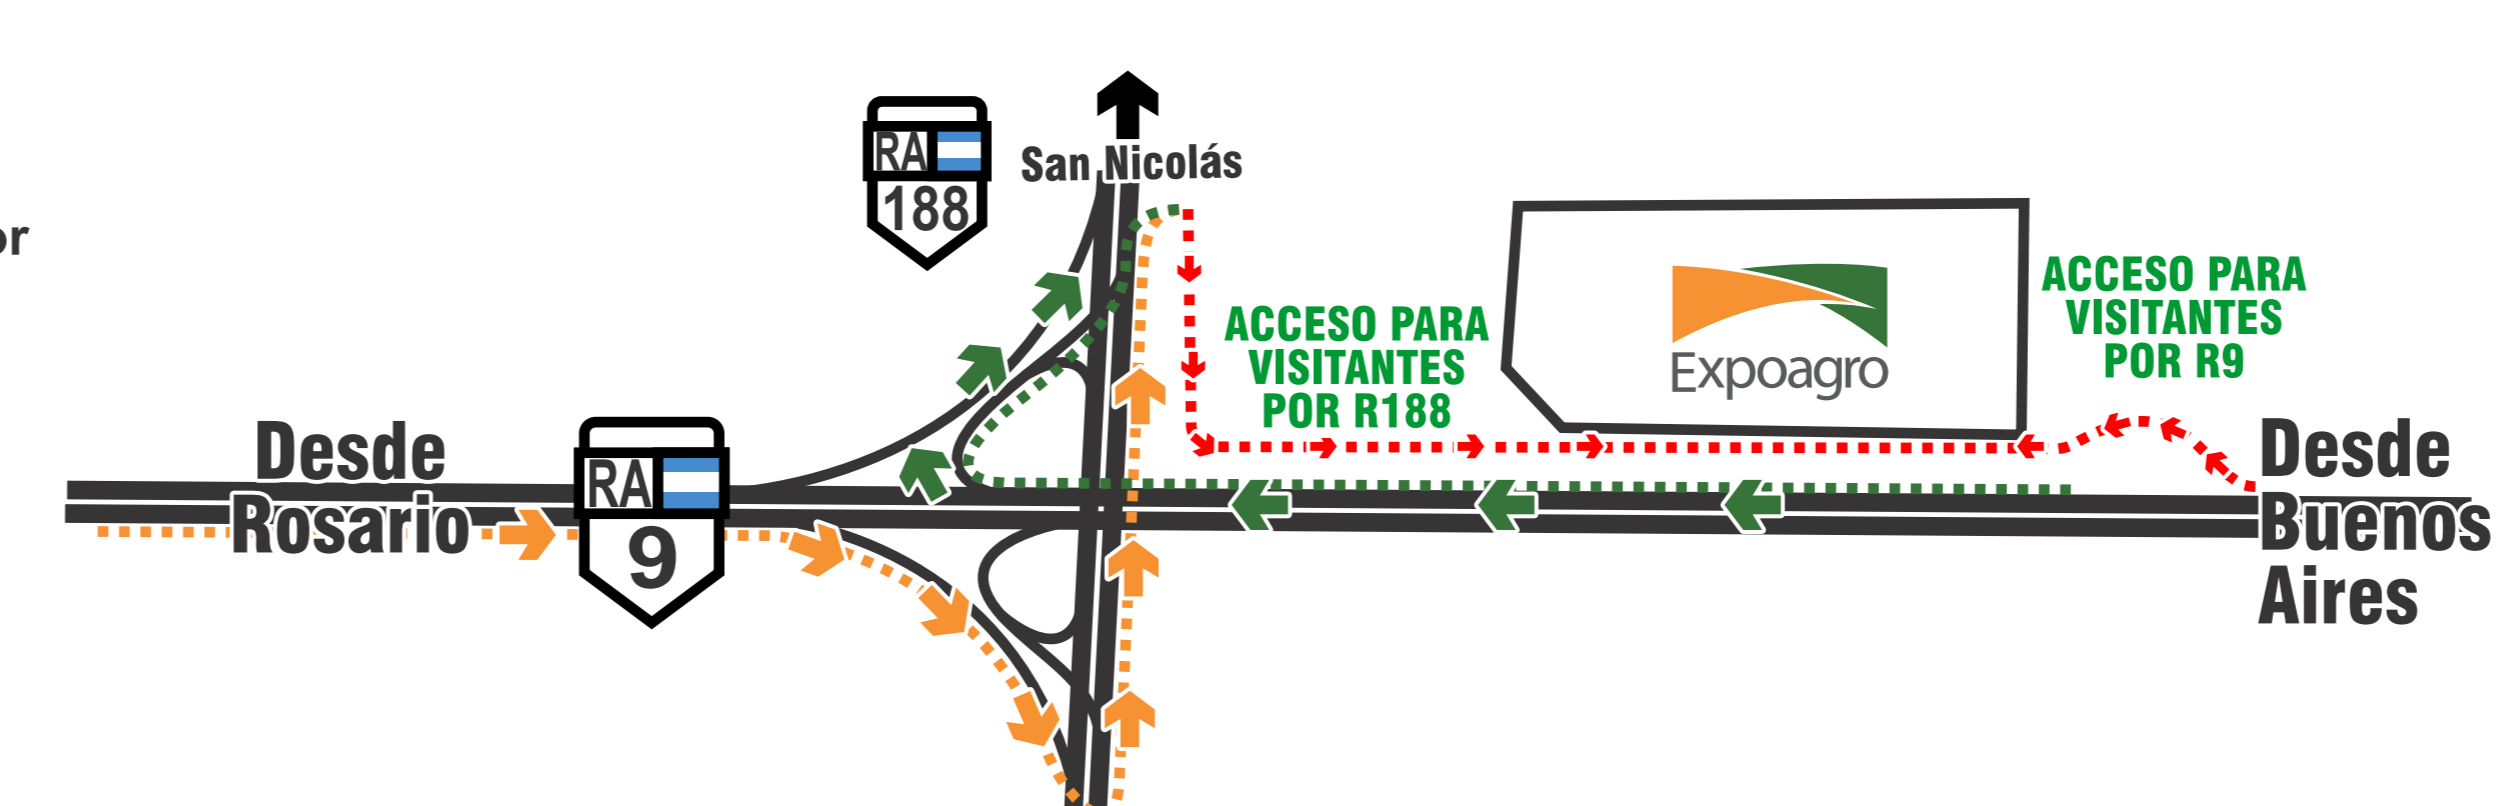 or
RA
188
San Nicolás
ACCESO PARA
VISITANTES
POR R188
Expoagro
ACCESO PARA
VISITANTES
POR R9
Desde
Rosario
RA
9
Desde
Buenos
Aires